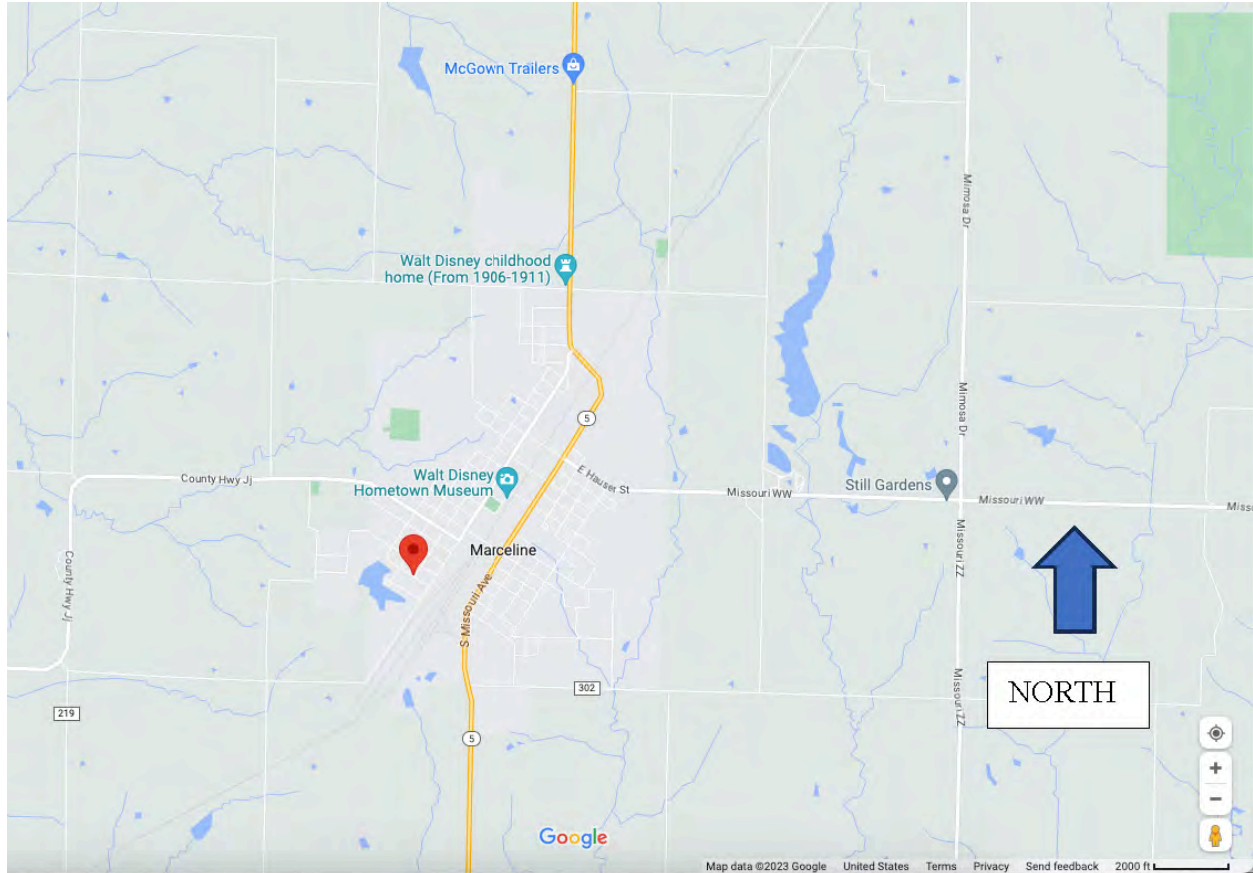 McGown Trailers
Mimosa Dr
Walt Disney childhood
home (From 1906-1911)
Mimosa Dr
5
Walt Disney
Hometown Museum
E Hauser St
County Hwy Jj
Missouri WW
Still Gardens
Missouri WW
Marceline
Missouri ZZ
County Hwy Jj
S Missouri Ave
302
Missouri ZZ
NORTH
219
5
Google
Map data ©2023 Google United States Terms Privacy Send feedback 2000 ft